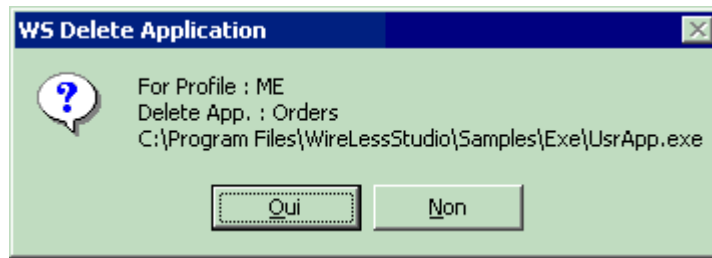 WS Delete Application
For Profile : ME
Delete App. : Orders
C:\Program Files\WireLessStudio\Samples\Exe\UsrApp.exe
Oui Non